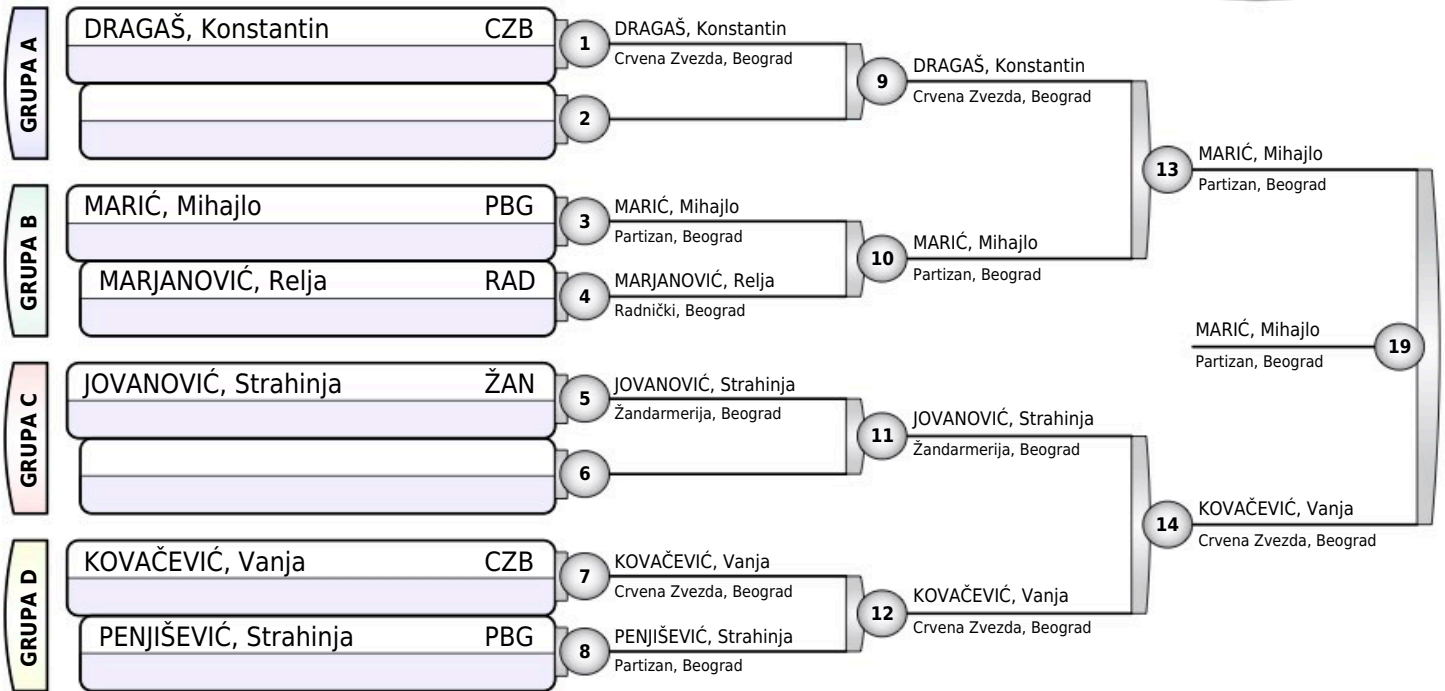 GRUPA A
DRAGAŠ, Konstantin CZB
1
DRAGAŠ, Konstantin
Crvena Zvezda, Beograd
2
9
DRAGAŠ, Konstantin
Crvena Zvezda, Beograd
GRUPA B
MARIĆ, Mihajlo PBG
MARJANOVIĆ, Relja RAD
3
MARIĆ, Mihajlo
Partizan, Beograd
4
MARJANOVIĆ, Relja
Radnički, Beograd
10
MARIĆ, Mihajlo
Partizan, Beograd
13
MARIĆ, Mihajlo
Partizan, Beograd
GRUPA C
JOVANOVIĆ, Strahinja ŽAN
5
JOVANOVIĆ, Strahinja
Žandarmerija, Beograd
6
11
JOVANOVIĆ, Strahinja
Žandarmerija, Beograd
GRUPA D
KOVAČEVIĆ, Vanja CZB
PENJIŠEVIĆ, Strahinja PBG
7
KOVAČEVIĆ, Vanja
Crvena Zvezda, Beograd
8
PENJIŠEVIĆ, Strahinja
Partizan, Beograd
12
KOVAČEVIĆ, Vanja
Crvena Zvezda, Beograd
14
KOVAČEVIĆ, Vanja
Crvena Zvezda, Beograd
MARIĆ, Mihajlo
Partizan, Beograd
19